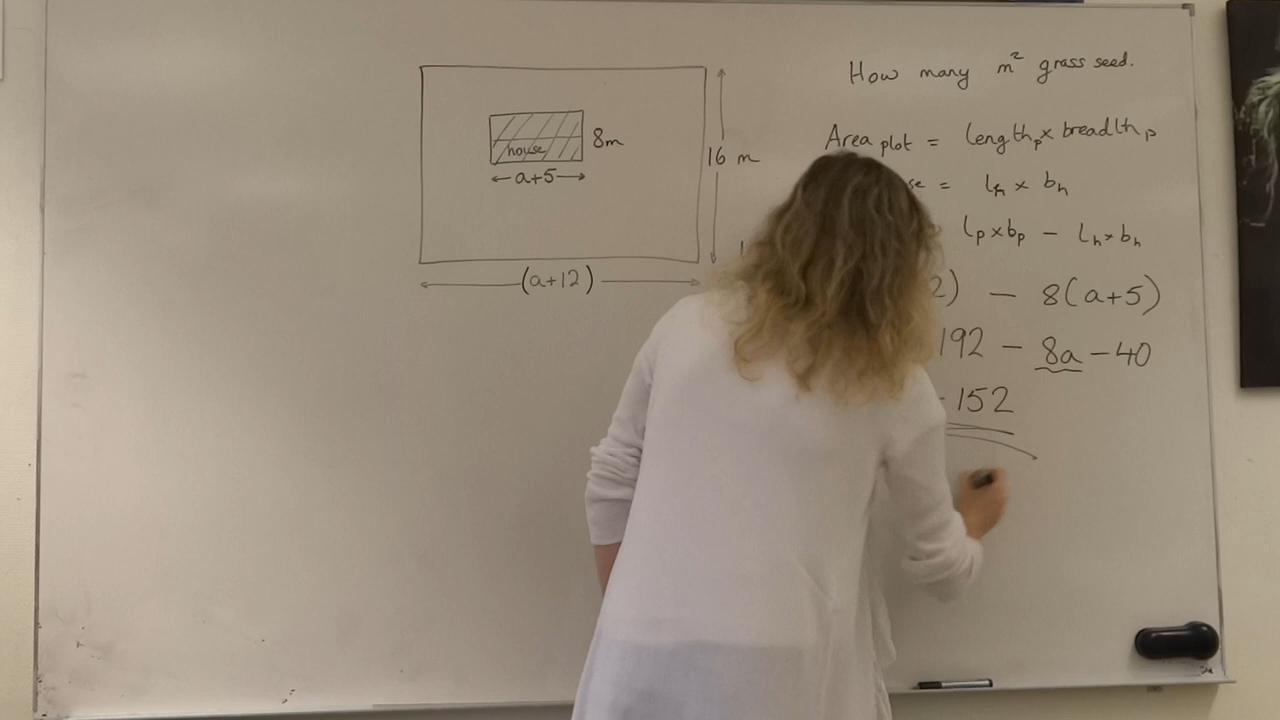 How many m² grass seed.
Area plot = length_p × breadth_p
house
8m
16 m
a+5
se = l_h × b_h
l_p×b_p − l_h×b_h
(a+12)
2) − 8(a+5)
192 − 8a −40
152